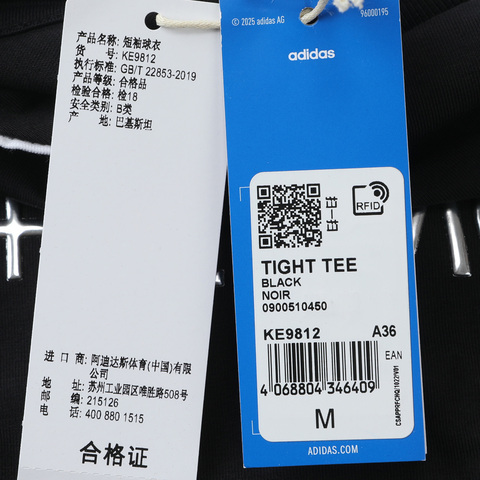 产品名称: 短袖球衣
货 号: KE9812
执行标准: GB/T 22853-2019
产品等级: 合格品
检验合格: 检18
安全类别: B类
产 地: 巴基斯坦
进 口 商: 阿迪达斯体育(中国)有限
公司
地 址: 苏州工业园区唯胜路508号
邮 编: 215126
电 话: 400 880 1515
合格证
© 2025 adidas AG
96000195
adidas
RFID
TIGHT TEE
BLACK
NOIR
0900510450
KE9812 A36
EAN
4 068804 346409
M
ADIDAS.COM